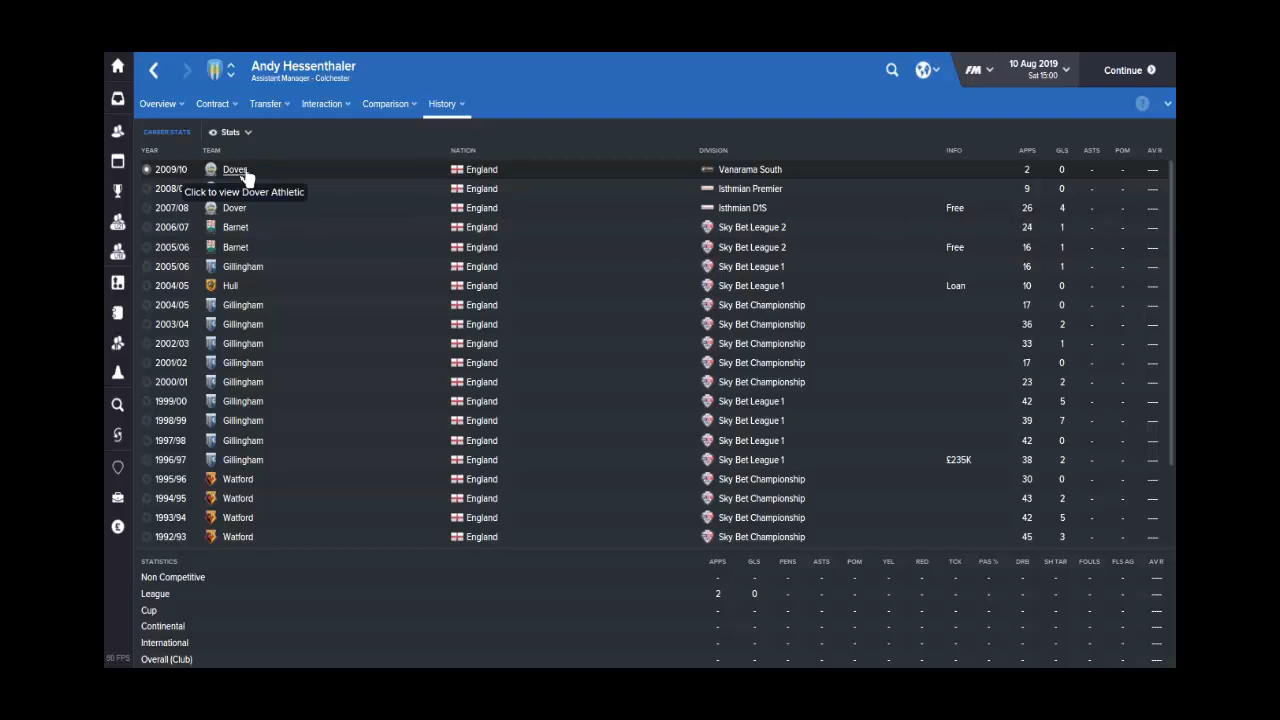 Andy Hessenthaler
Assistant Manager - Colchester
FM
10 Aug 2019
Sat 15:00
Continue
Overview Contract Transfer Interaction Comparison History
?
CAREER STATS Stats
YEAR TEAM NATION DIVISION INFO APPS GLS ASTS POM AV R
2009/10 Dover England Vanarama South 2 0 - - ----
2008/0 England Isthmian Premier 9 0 - - ----
Click to view Dover Athletic
2007/08 Dover England Isthmian D1S Free 26 4 - - ----
2006/07 Barnet England Sky Bet League 2 24 1 - - ----
2005/06 Barnet England Sky Bet League 2 Free 16 1 - - ----
2005/06 Gillingham England Sky Bet League 1 16 1 - - ----
2004/05 Hull England Sky Bet League 1 Loan 10 0 - - ----
2004/05 Gillingham England Sky Bet Championship 17 0 - - ----
2003/04 Gillingham England Sky Bet Championship 36 2 - - ----
2002/03 Gillingham England Sky Bet Championship 33 1 - - ----
2001/02 Gillingham England Sky Bet Championship 17 0 - - ----
2000/01 Gillingham England Sky Bet Championship 23 2 - - ----
1999/00 Gillingham England Sky Bet League 1 42 5 - - ----
1998/99 Gillingham England Sky Bet League 1 39 7 - - ----
1997/98 Gillingham England Sky Bet League 1 42 0 - - ----
1996/97 Gillingham England Sky Bet League 1 £235K 38 2 - - ----
1995/96 Watford England Sky Bet Championship 30 0 - - ----
1994/95 Watford England Sky Bet Championship 43 2 - - ----
1993/94 Watford England Sky Bet Championship 42 5 - - ----
1992/93 Watford England Sky Bet Championship 45 3 - - ----
STATISTICS APPS GLS PENS ASTS POM YEL RED TCK PAS % DRB SH TAR FOULS FLS AG AV R
Non Competitive - - - - - - - - - - - - - ----
League 2 0 - - - - - - - - - - - ----
Cup - - - - - - - - - - - - - ----
Continental - - - - - - - - - - - - - ----
International - - - - - - - - - - - - - ----
Overall (Club) - - - - - - - - - - - - - ----
60 FPS